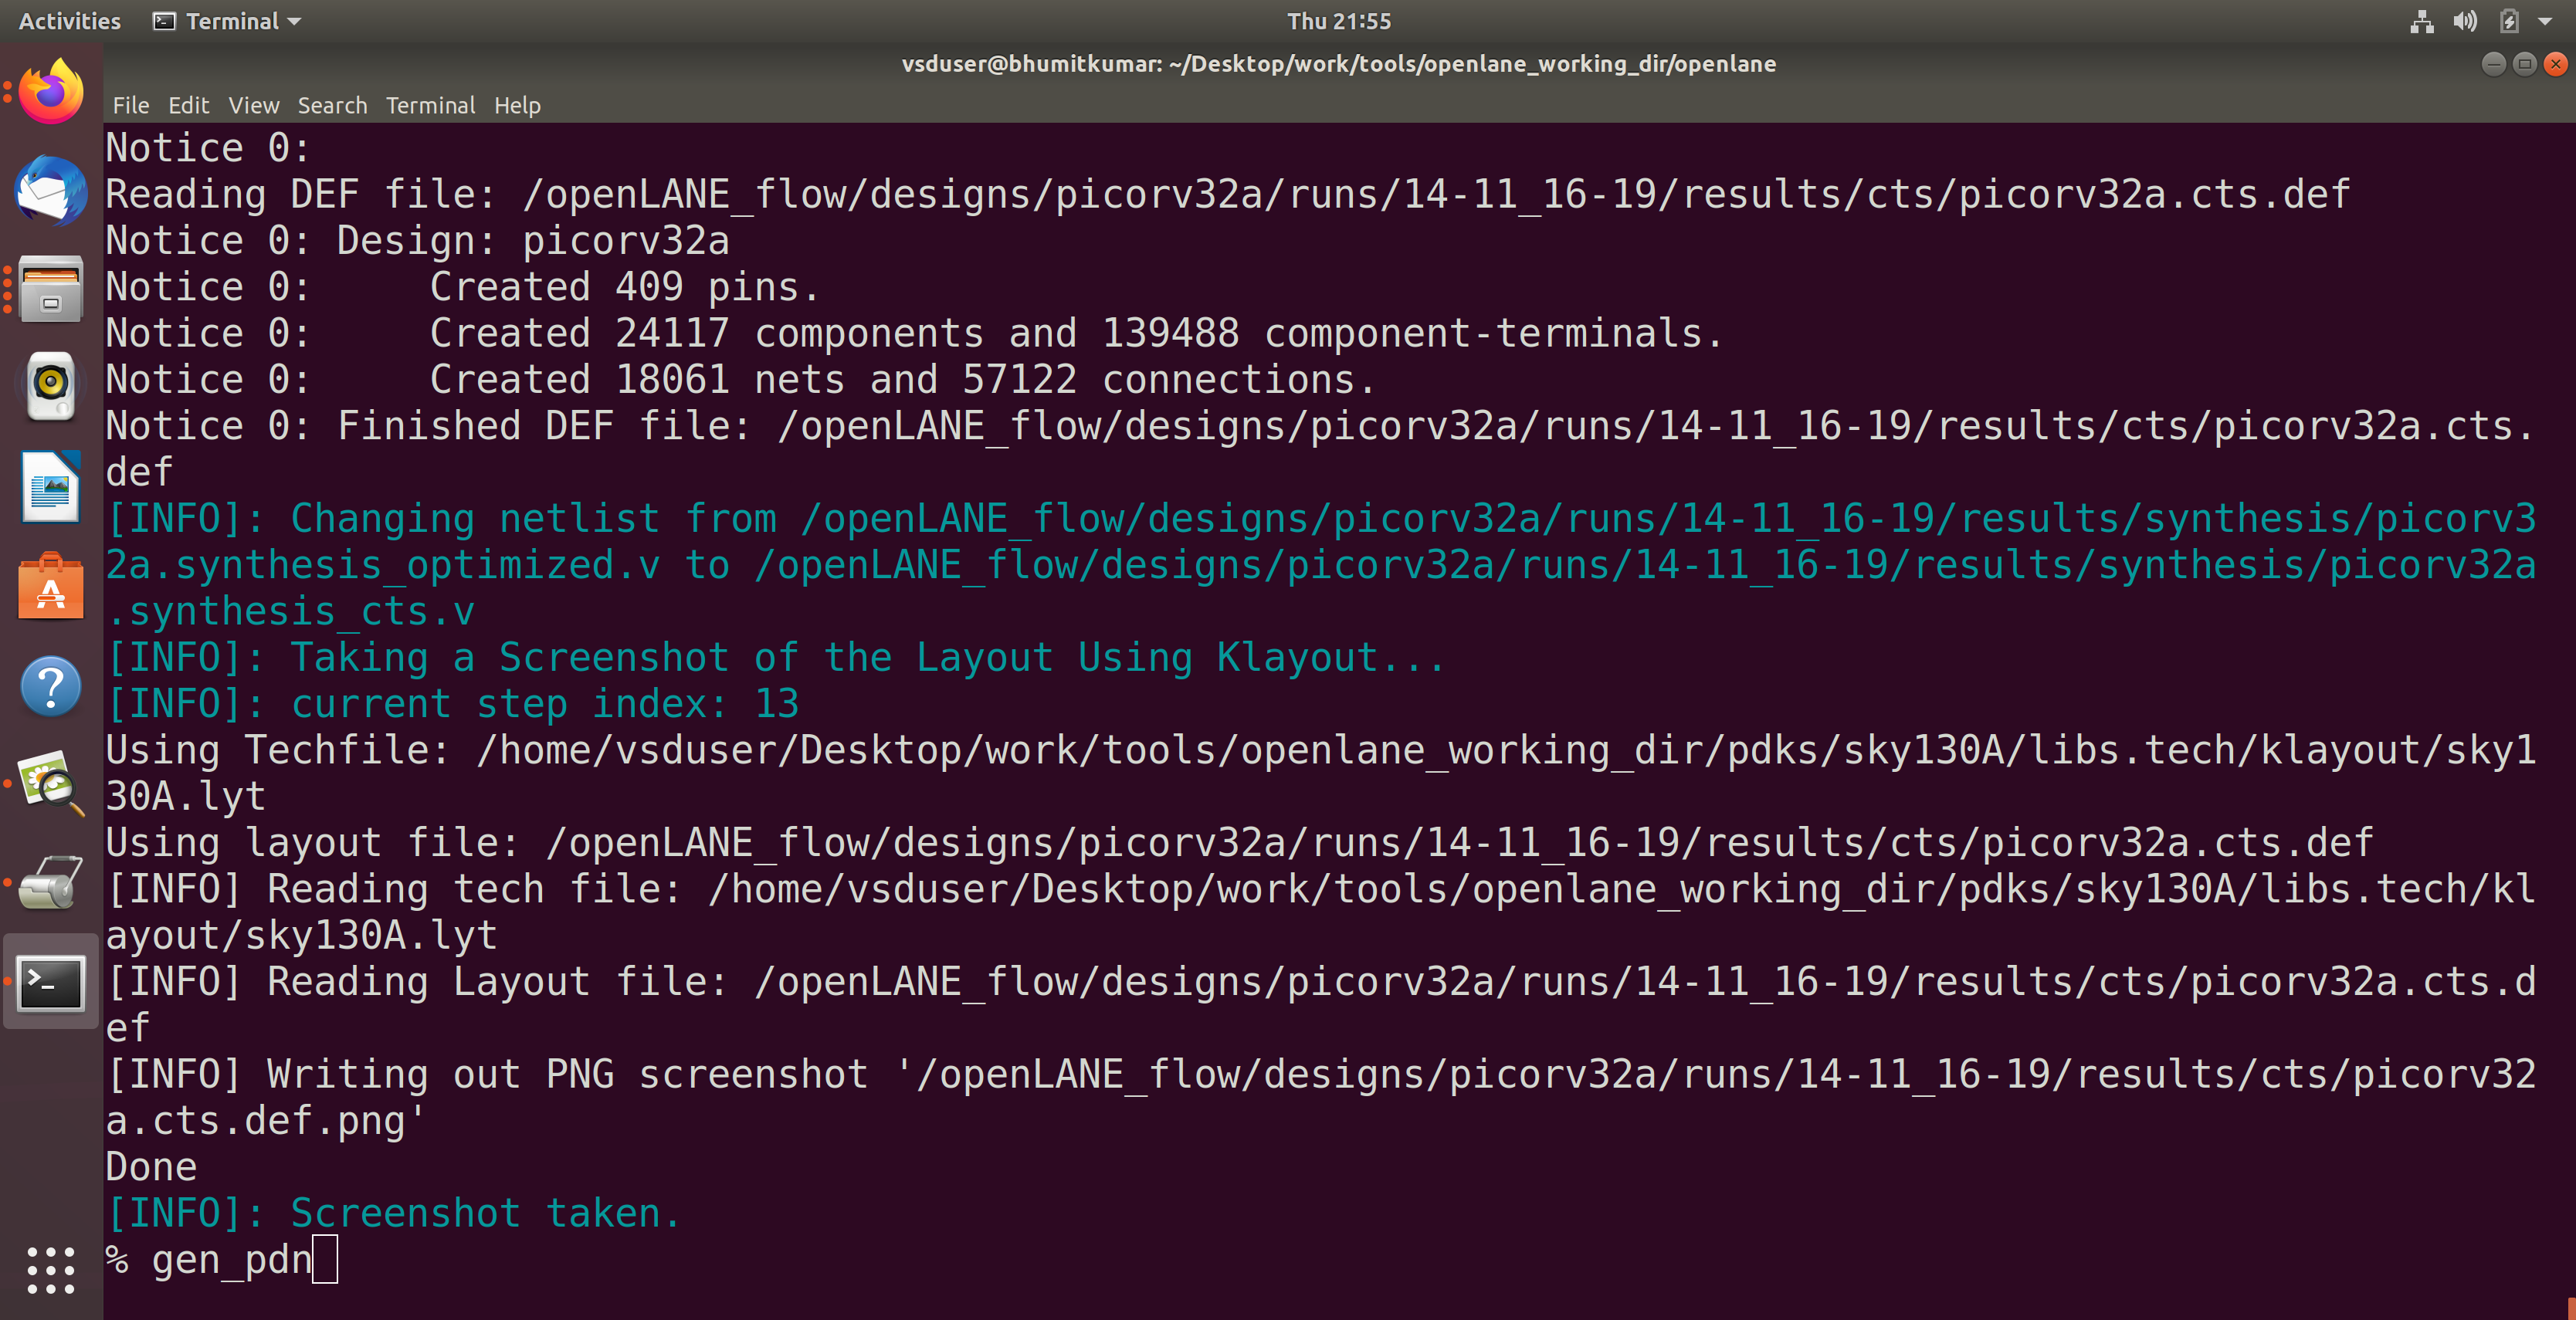 Activities Terminal Thu 21:55
vsduser@bhumitkumar: ~/Desktop/work/tools/openlane_working_dir/openlane
File Edit View Search Terminal Help
Notice 0:
Reading DEF file: /openLANE_flow/designs/picorv32a/runs/14-11_16-19/results/cts/picorv32a.cts.def
Notice 0: Design: picorv32a
Notice 0:     Created 409 pins.
Notice 0:     Created 24117 components and 139488 component-terminals.
Notice 0:     Created 18061 nets and 57122 connections.
Notice 0: Finished DEF file: /openLANE_flow/designs/picorv32a/runs/14-11_16-19/results/cts/picorv32a.cts.
def
[INFO]: Changing netlist from /openLANE_flow/designs/picorv32a/runs/14-11_16-19/results/synthesis/picorv3
2a.synthesis_optimized.v to /openLANE_flow/designs/picorv32a/runs/14-11_16-19/results/synthesis/picorv32a
.synthesis_cts.v
[INFO]: Taking a Screenshot of the Layout Using Klayout...
[INFO]: current step index: 13
Using Techfile: /home/vsduser/Desktop/work/tools/openlane_working_dir/pdks/sky130A/libs.tech/klayout/sky1
30A.lyt
Using layout file: /openLANE_flow/designs/picorv32a/runs/14-11_16-19/results/cts/picorv32a.cts.def
[INFO] Reading tech file: /home/vsduser/Desktop/work/tools/openlane_working_dir/pdks/sky130A/libs.tech/kl
ayout/sky130A.lyt
[INFO] Reading Layout file: /openLANE_flow/designs/picorv32a/runs/14-11_16-19/results/cts/picorv32a.cts.d
ef
[INFO] Writing out PNG screenshot '/openLANE_flow/designs/picorv32a/runs/14-11_16-19/results/cts/picorv32
a.cts.def.png'
Done
[INFO]: Screenshot taken.
% gen_pdn